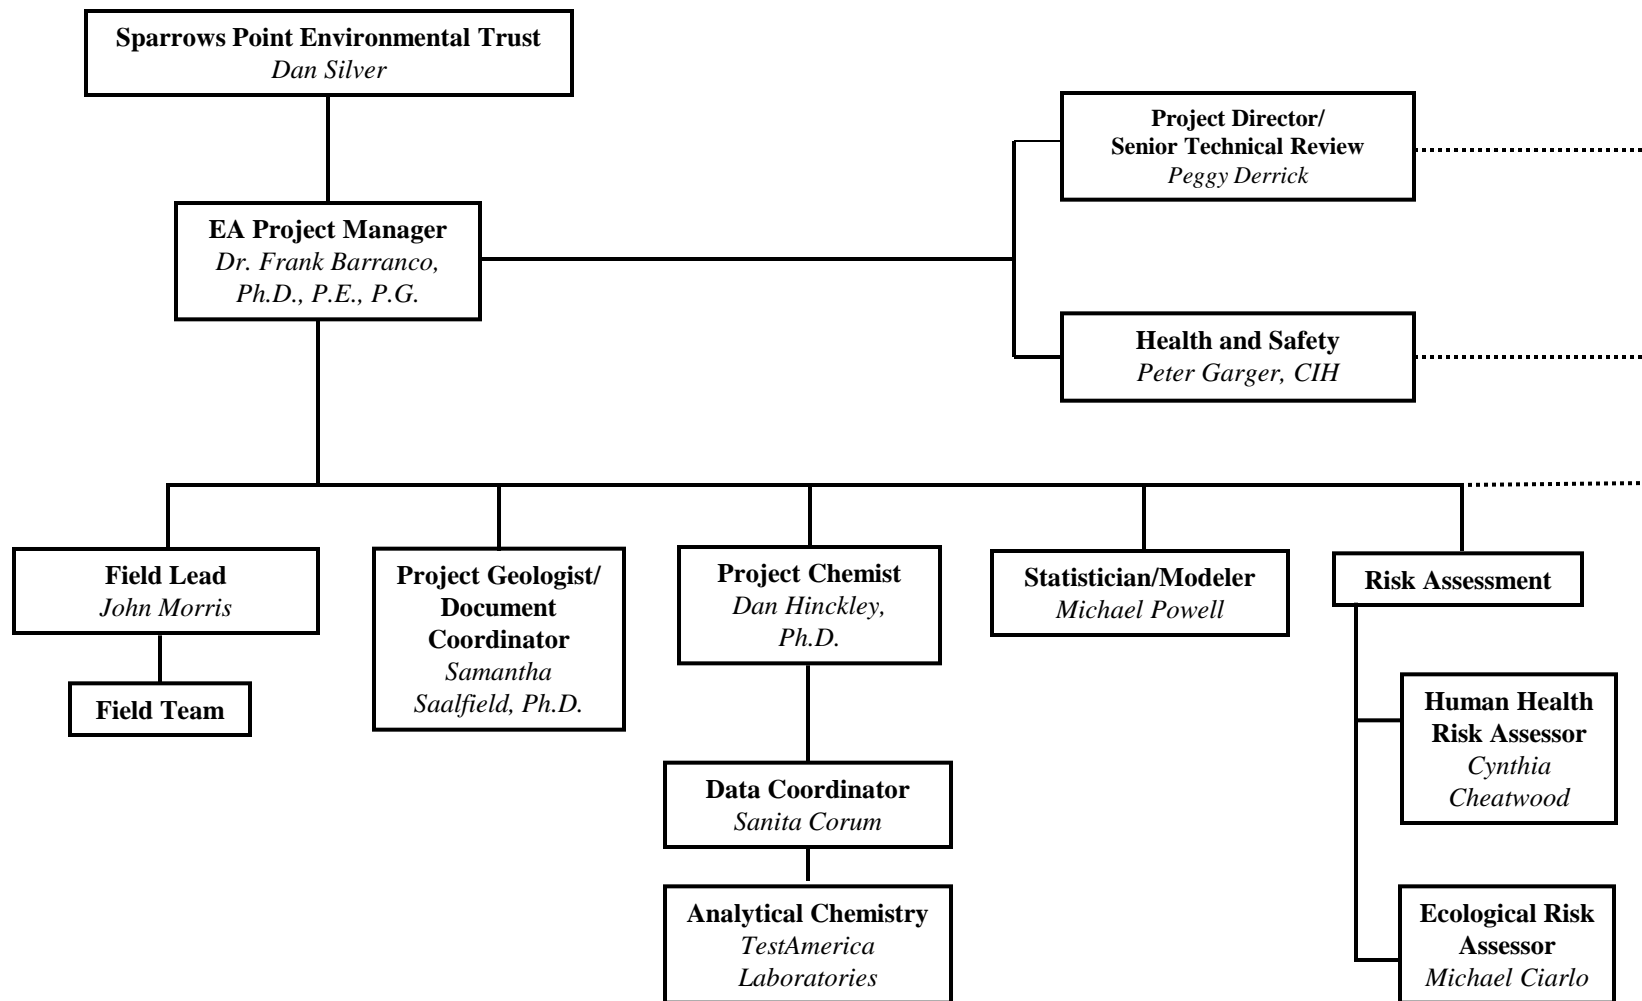 Sparrows Point Environmental Trust
Dan Silver
Project Director/
Senior Technical Review
Peggy Derrick
EA Project Manager
Dr. Frank Barranco,
Ph.D., P.E., P.G.
Health and Safety
Peter Garger, CIH
Field Lead
John Morris
Field Team
Project Geologist/
Document
Coordinator
Samantha
Saalfield, Ph.D.
Project Chemist
Dan Hinckley,
Ph.D.
Data Coordinator
Sanita Corum
Analytical Chemistry
TestAmerica
Laboratories
Statistician/Modeler
Michael Powell
Risk Assessment
Human Health
Risk Assessor
Cynthia
Cheatwood
Ecological Risk
Assessor
Michael Ciarlo